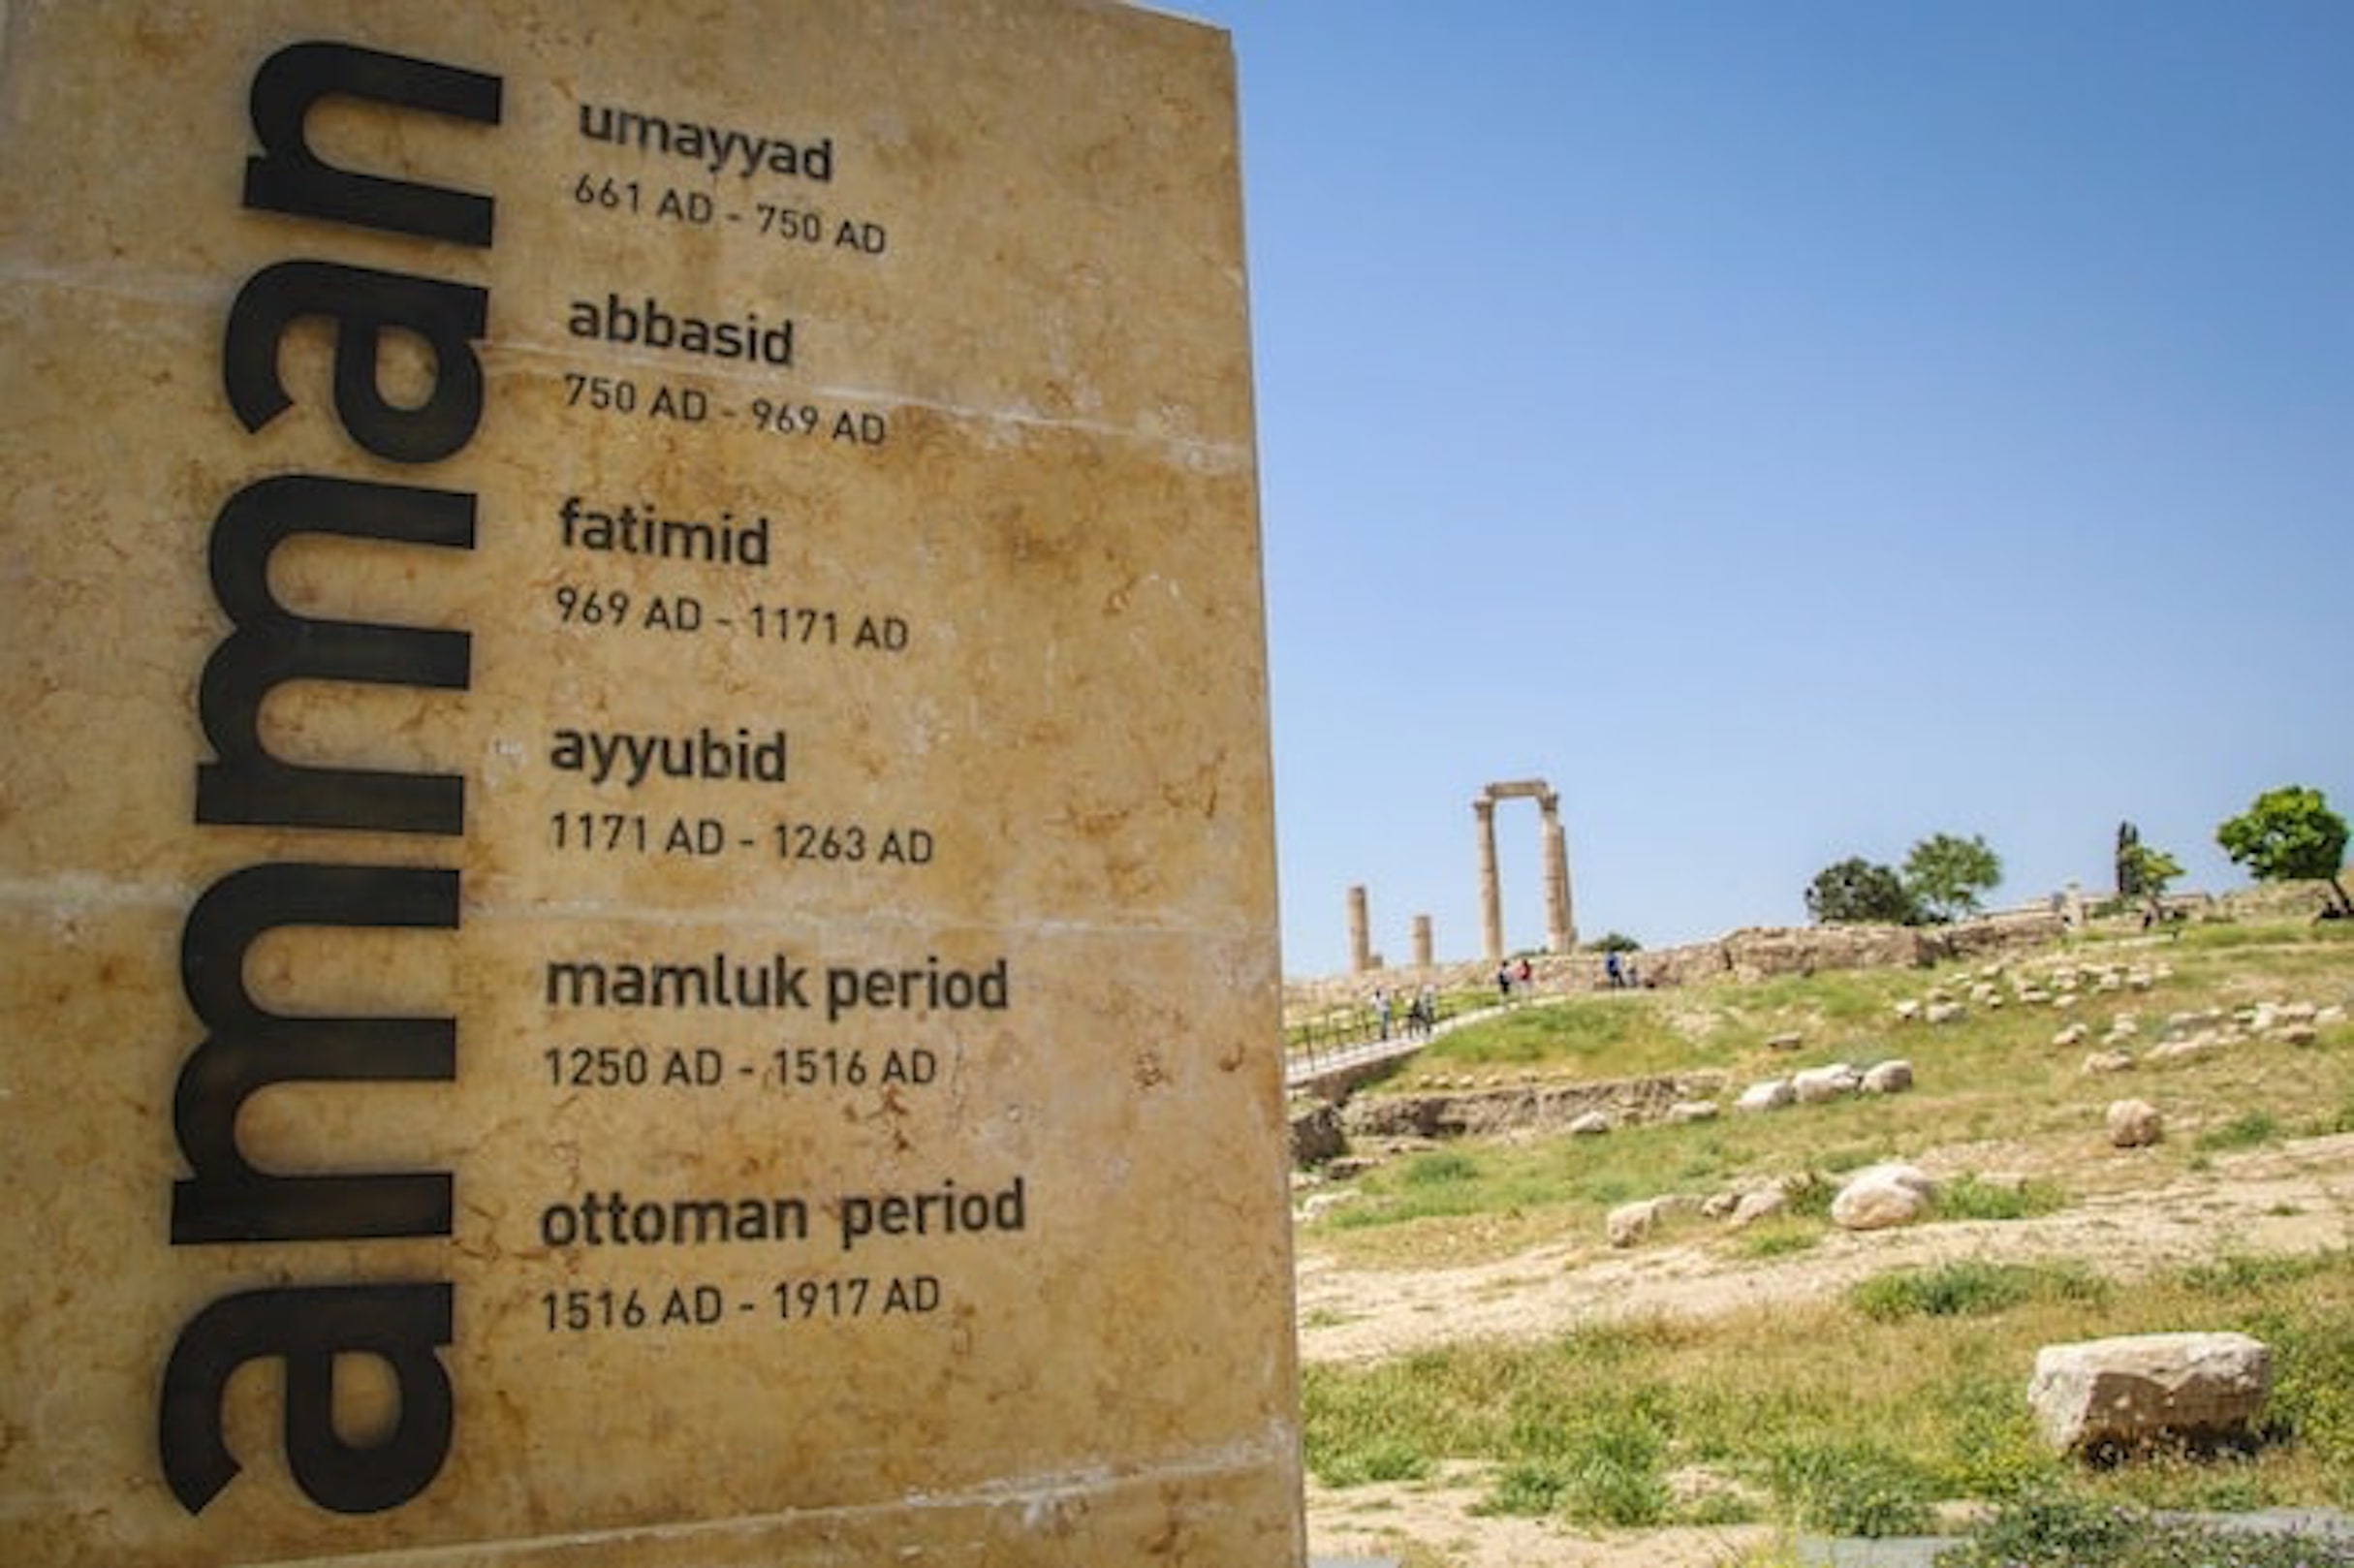 amman
umayyad
661 AD - 750 AD
abbasid
750 AD - 969 AD
fatimid
969 AD - 1171 AD
ayyubid
1171 AD - 1263 AD
mamluk period
1250 AD - 1516 AD
ottoman period
1516 AD - 1917 AD